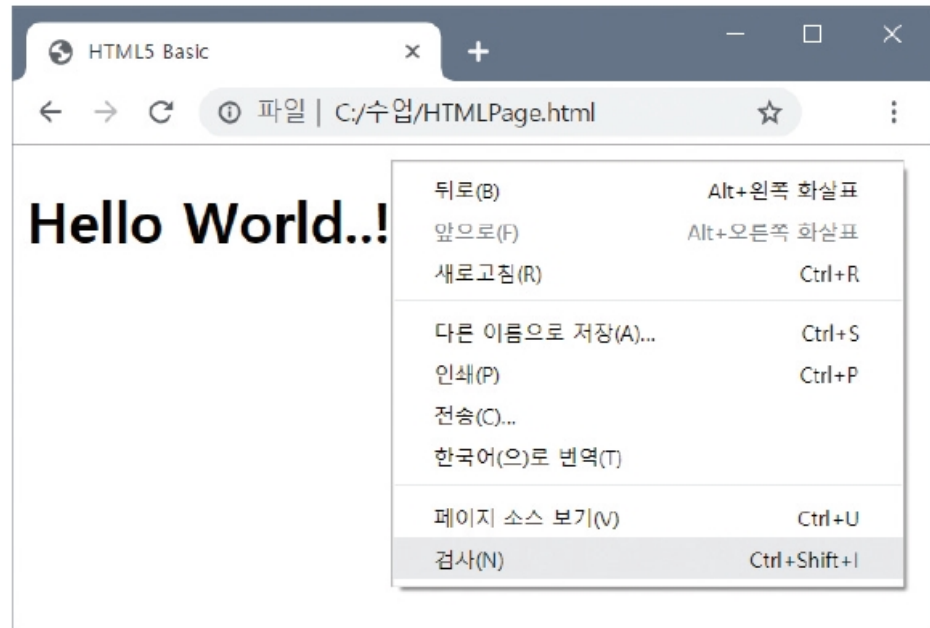 HTML5 Basic
파일 | C:/수업/HTMLPage.html
Hello World..!
뒤로(B) Alt+왼쪽 화살표
앞으로(F) Alt+오른쪽 화살표
새로고침(R) Ctrl+R
다른 이름으로 저장(A)... Ctrl+S
인쇄(P) Ctrl+P
전송(C)...
한국어(으)로 번역(T)
페이지 소스 보기(V) Ctrl+U
검사(N) Ctrl+Shift+I